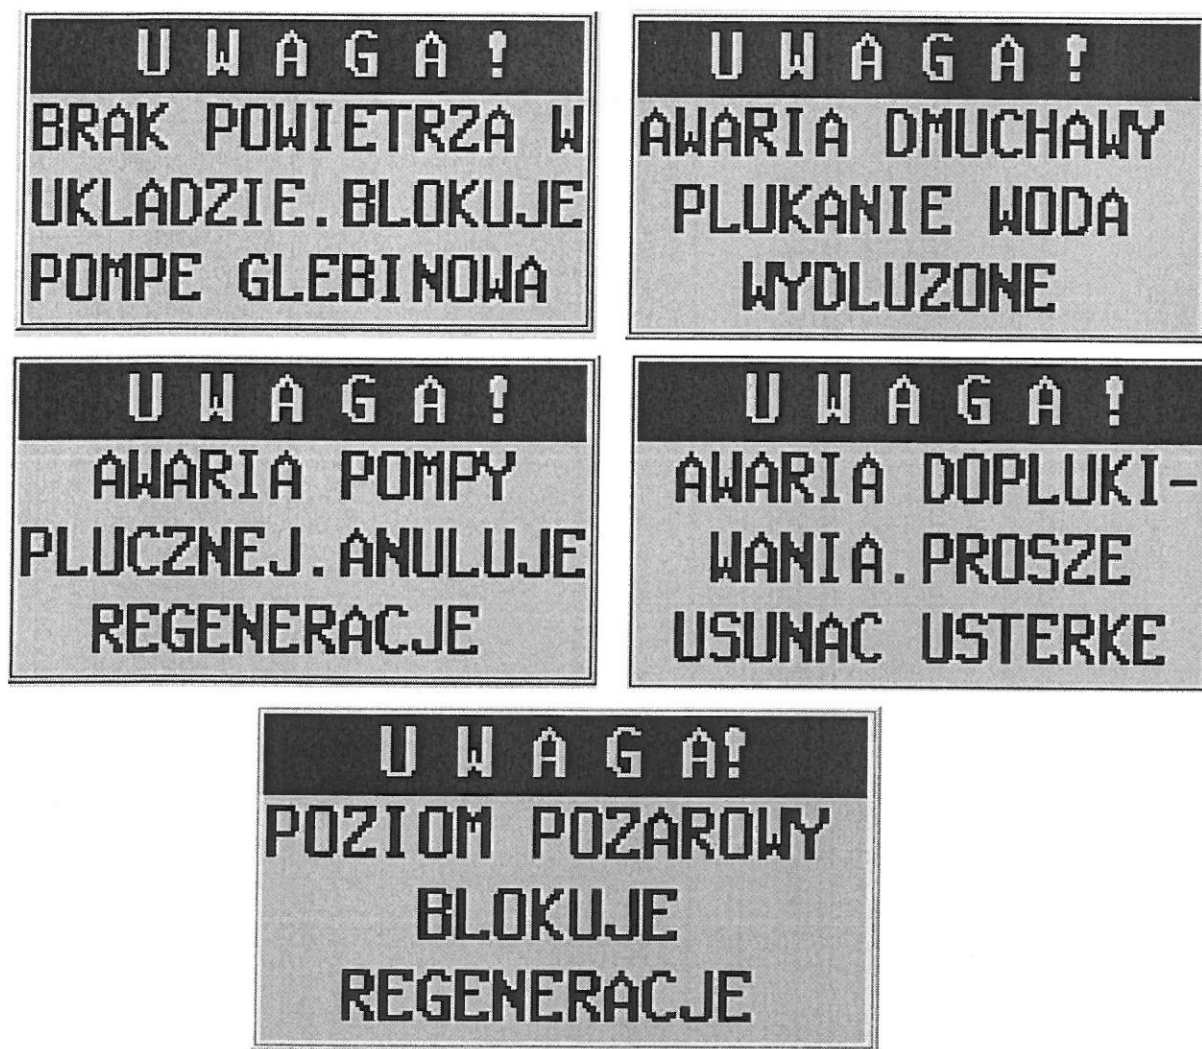 U W A G A !
BRAK POWIETRZA W
UKLADZIE.BLOKUJE
POMPE GLEBINOWA
U W A G A !
AWARIA DMUCHAWY
PLUKANIE WODA
WYDLUZONE
U W A G A !
AWARIA POMPY
PLUCZNEJ.ANULUJE
REGENERACJE
U W A G A !
AWARIA DOPLUKI-
WANIA.PROSZE
USUNAC USTERKE
U W A G A!
POZIOM POZAROWY
BLOKUJE
REGENERACJE